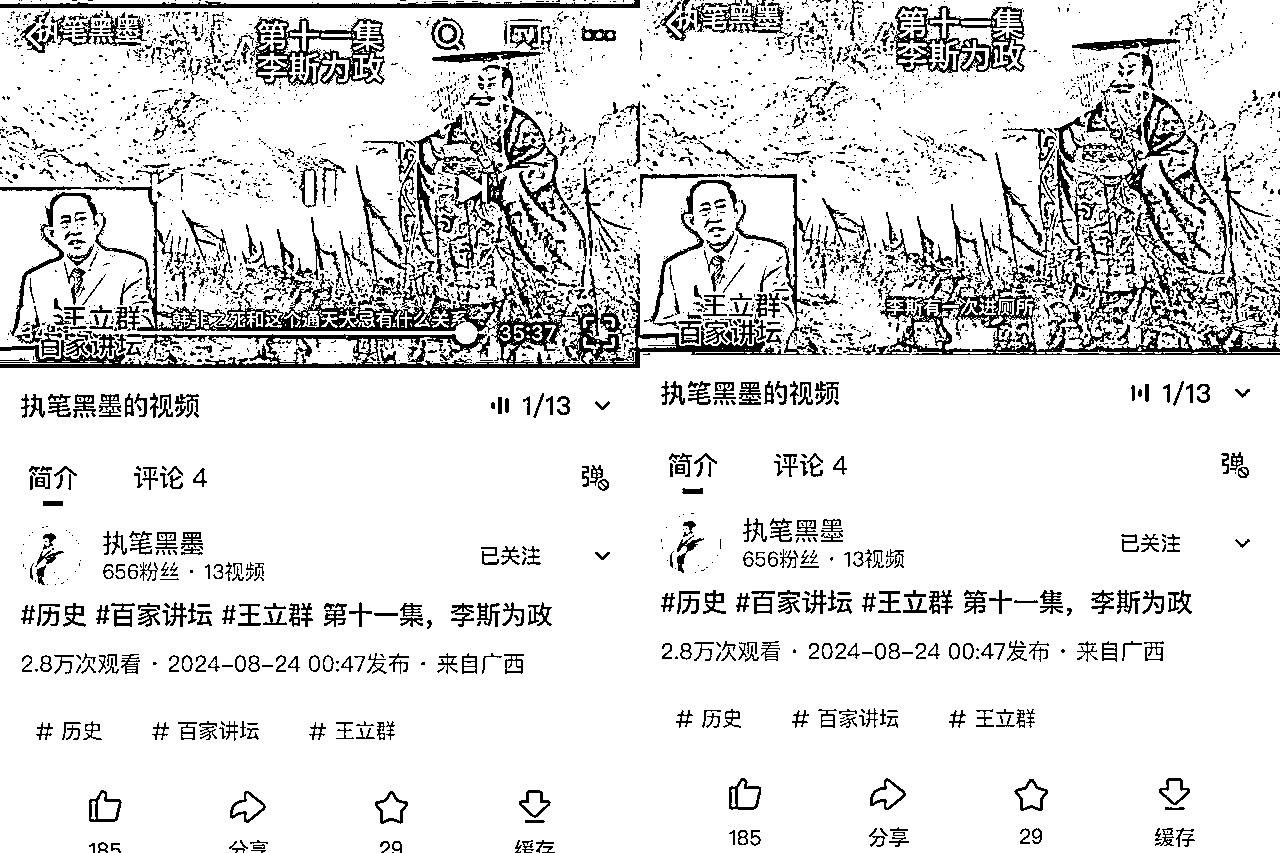 执笔黑墨
第十一集
李斯为政
王立群
百家讲坛
韩非之死和这个通天大忌有什么关系
35:37
执笔黑墨的视频
1/13
简介
评论 4
弹
执笔黑墨
656粉丝 · 13视频
已关注
#历史 #百家讲坛 #王立群 第十一集，李斯为政
2.8万次观看 · 2024-08-24 00:47发布 · 来自广西
# 历史
# 百家讲坛
# 王立群
185
分享
29
缓存
执笔黑墨
第十一集
李斯为政
王立群
百家讲坛
李斯有一次进厕所
执笔黑墨的视频
1/13
简介
评论 4
弹
执笔黑墨
656粉丝 · 13视频
已关注
#历史 #百家讲坛 #王立群 第十一集，李斯为政
2.8万次观看 · 2024-08-24 00:47发布 · 来自广西
# 历史
# 百家讲坛
# 王立群
185
分享
29
缓存